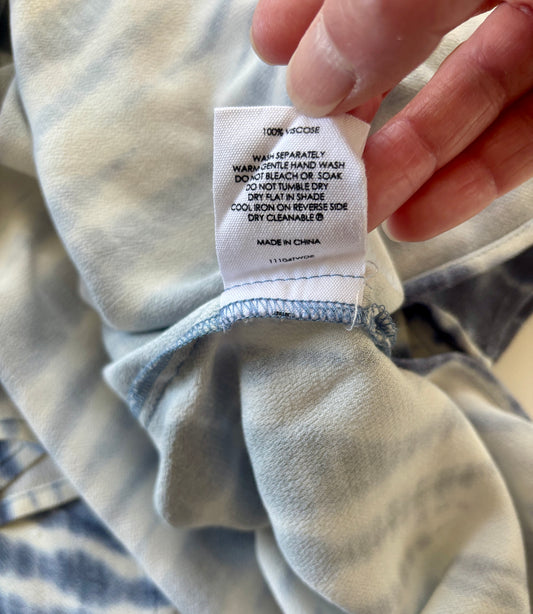 100% VISCOSE
WASH SEPARATELY
WARM GENTLE HAND WASH
DO NOT BLEACH OR SOAK
DO NOT TUMBLE DRY
DRY FLAT IN SHADE
COOL IRON ON REVERSE SIDE
DRY CLEANABLE Ⓟ
MADE IN CHINA